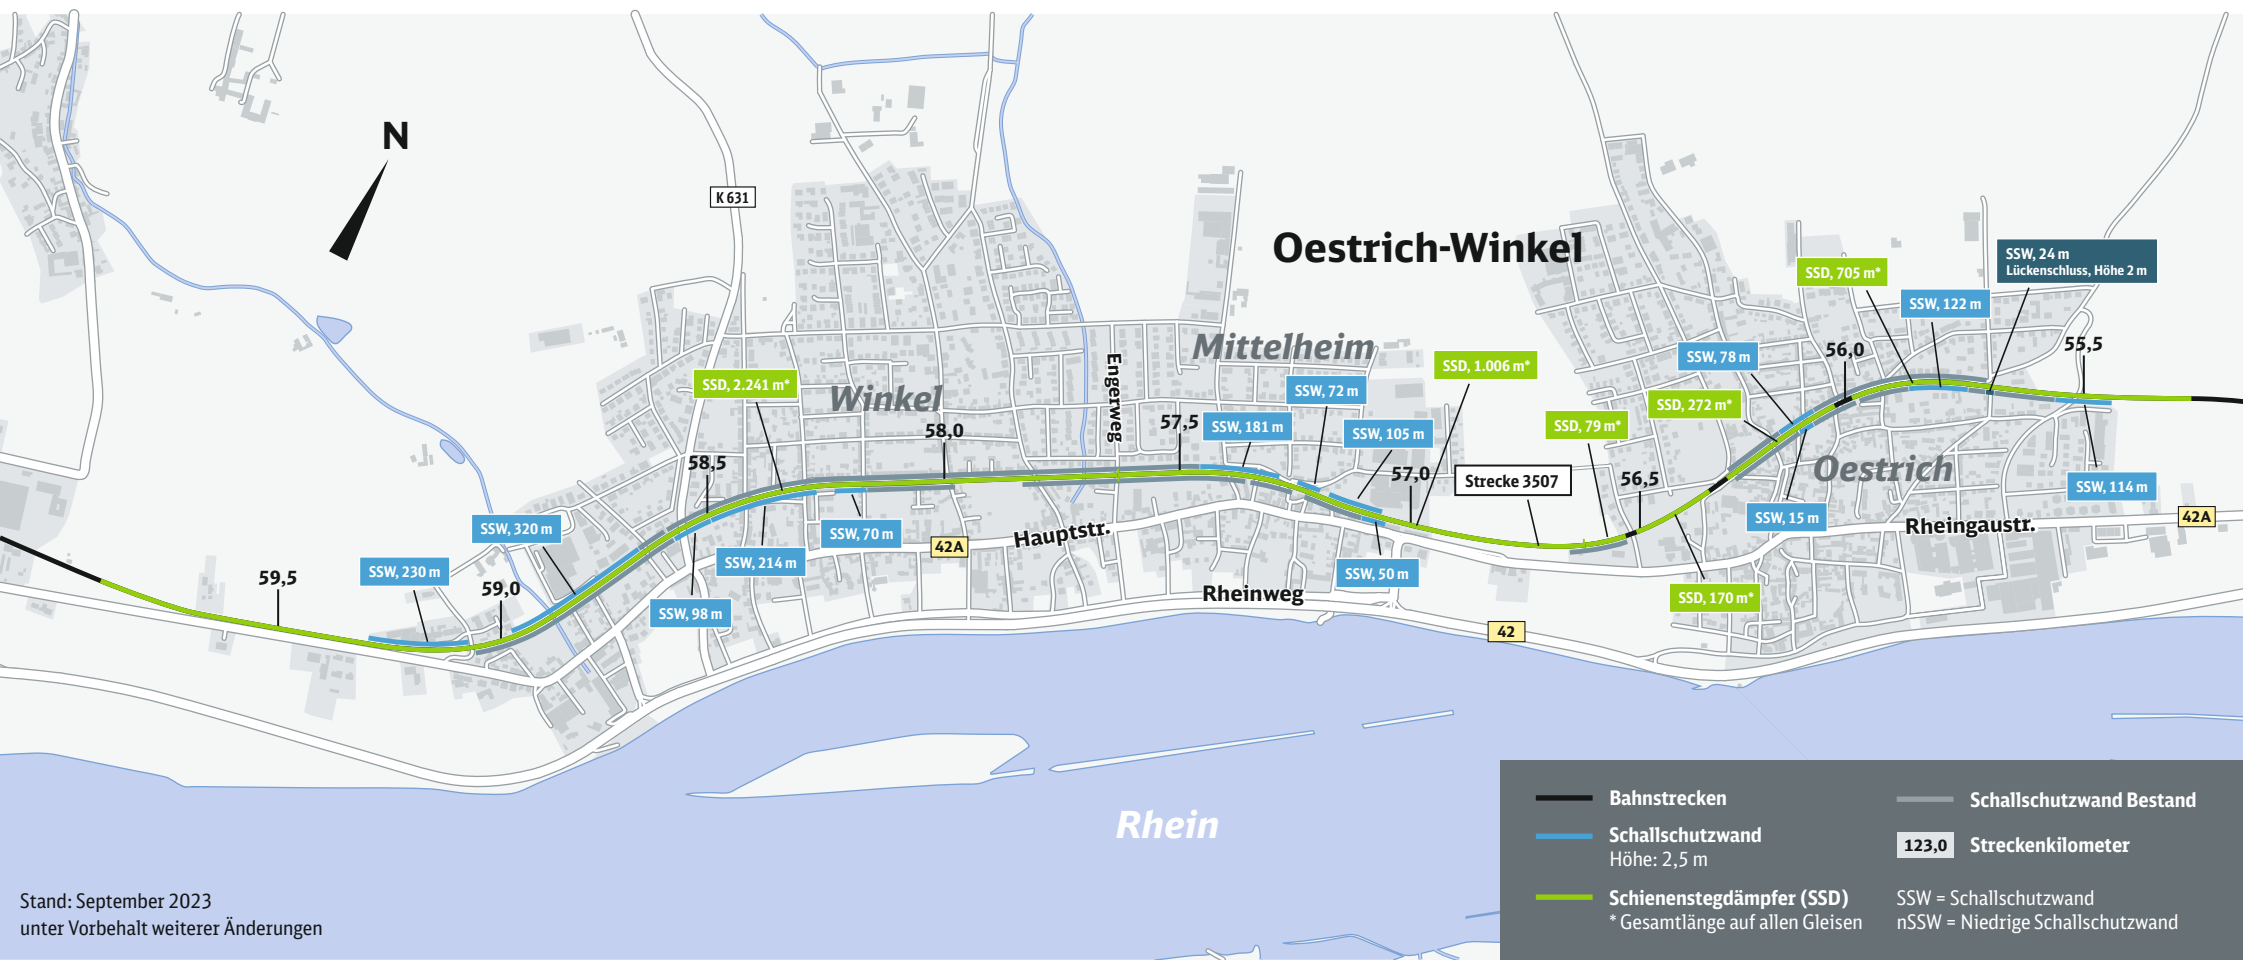 N
K 631
Oestrich-Winkel
SSD, 705 m*
SSW, 24 m
Lückenschluss, Höhe 2 m
SSW, 122 m
Mittelheim
Winkel
Engerweg
SSD, 2.241 m*
SSD, 1.006 m*
SSW, 78 m
56,0
55,5
SSW, 72 m
SSD, 272 m*
SSD, 79 m*
58,0
57,5
SSW, 181 m
SSW, 105 m
58,5
57,0
Strecke 3507
56,5
Oestrich
SSW, 114 m
SSW, 320 m
SSW, 70 m
SSW, 15 m
Rheingaustr.
42A
Hauptstr.
42A
SSW, 214 m
SSW, 230 m
59,5
59,0
SSW, 50 m
SSW, 98 m
Rheinweg
SSD, 170 m*
42
Rhein
Bahnstrecken
Schallschutzwand
Höhe: 2,5 m
Schienenstegdämpfer (SSD)
* Gesamtlänge auf allen Gleisen
Schallschutzwand Bestand
123,0 Streckenkilometer
SSW = Schallschutzwand
nSSW = Niedrige Schallschutzwand
Stand: September 2023
unter Vorbehalt weiterer Änderungen